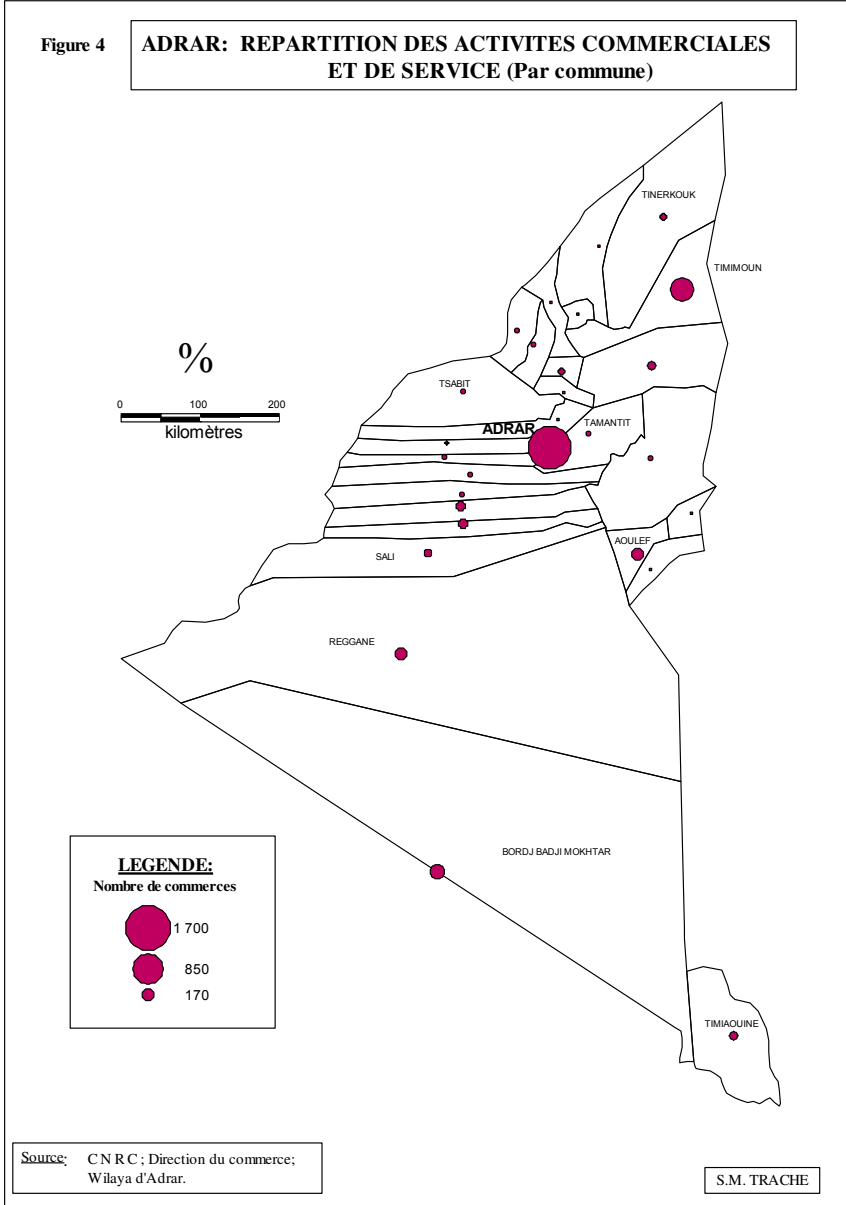 Figure 4
ADRAR: REPARTITION DES ACTIVITES COMMERCIALES
ET DE SERVICE (Par commune)
TINERKOUK
TIMIMOUN
%
0 100 200
kilomètres
TSABIT
ADRAR
TAMANTIT
AOULEF
SALI
REGGANE
BORDJ BADJI MOKHTAR
LEGENDE:
Nombre de commerces
1 700
850
170
TIMIAOUINE
Source: C N R C ; Direction du commerce;
Wilaya d'Adrar.
S.M. TRACHE